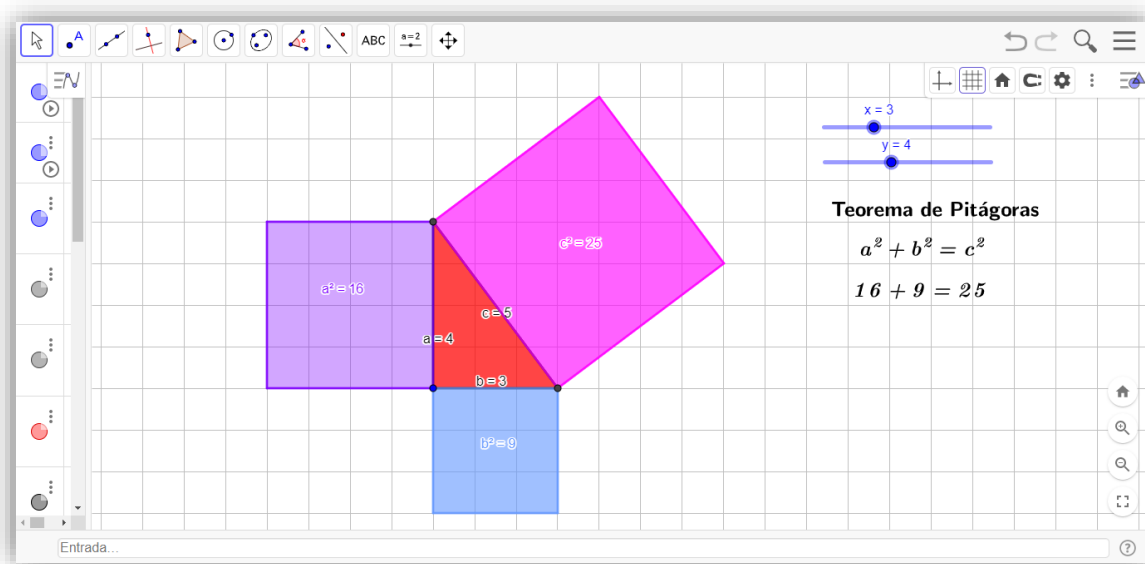 A
ABC
a=2
x = 3
y = 4
Teorema de Pitágoras
a² + b² = c²
16 + 9 = 25
c² = 25
a² = 16
c = 5
a = 4
b = 3
b² = 9
Entrada...
?